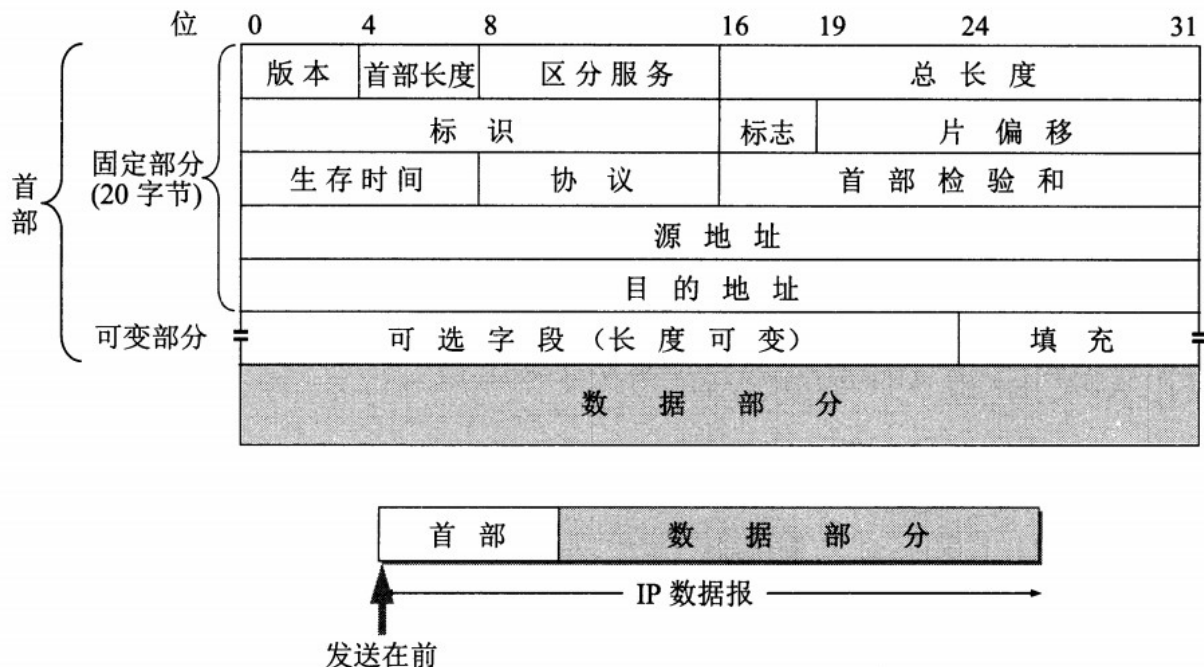 位 0 4 8 16 19 24 31
版本 首部长度 区分服务 总长度
标识 标志 片偏移
固定部分
(20 字节)
首部
生存时间 协议 首部检验和
源地址
目的地址
可变部分 可选字段（长度可变） 填充
数据部分
首部 数据部分
IP 数据报
发送在前